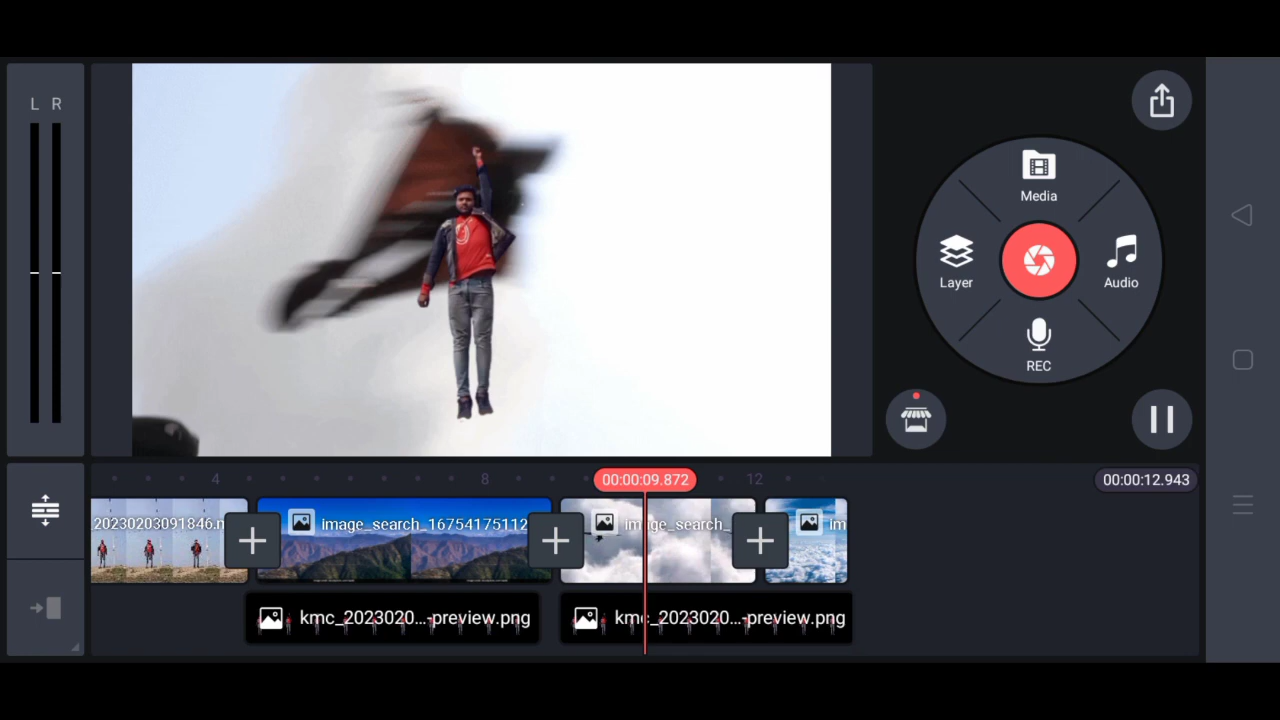 L R
Media
Layer
Audio
REC
4
8
00:00:09.872
12
00:00:12.943
20230203091846.n
image_search_16754175112
image_search_
im
kmc_2023020...-preview.png
kmc_2023020...-preview.png